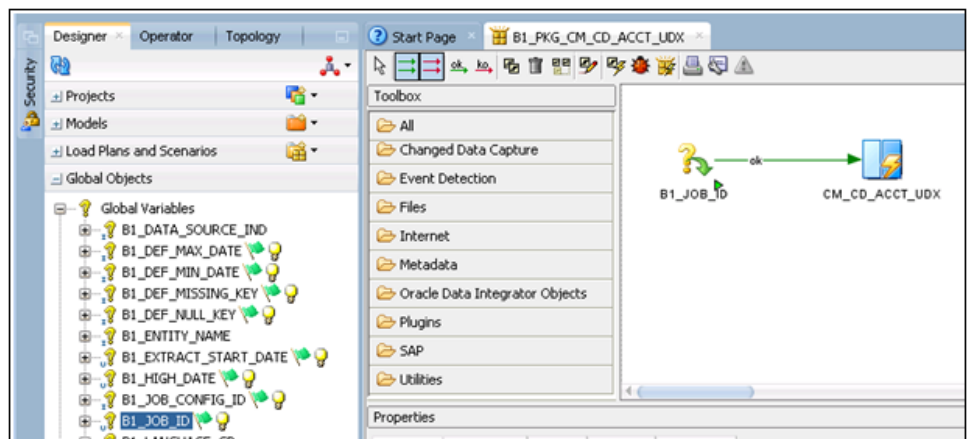 Designer Operator Topology
Start Page B1_PKG_CM_CD_ACCT_UDX
Security
ok ko
Projects
Models
Load Plans and Scenarios
Global Objects
Global Variables
B1_DATA_SOURCE_IND
B1_DEF_MAX_DATE
B1_DEF_MIN_DATE
B1_DEF_MISSING_KEY
B1_DEF_NULL_KEY
B1_ENTITY_NAME
B1_EXTRACT_START_DATE
B1_HIGH_DATE
B1_JOB_CONFIG_ID
B1_JOB_ID
Toolbox
All
Changed Data Capture
Event Detection
Files
Internet
Metadata
Oracle Data Integrator Objects
Plugins
SAP
Utilities
Properties
ok
B1_JOB_ID CM_CD_ACCT_UDX